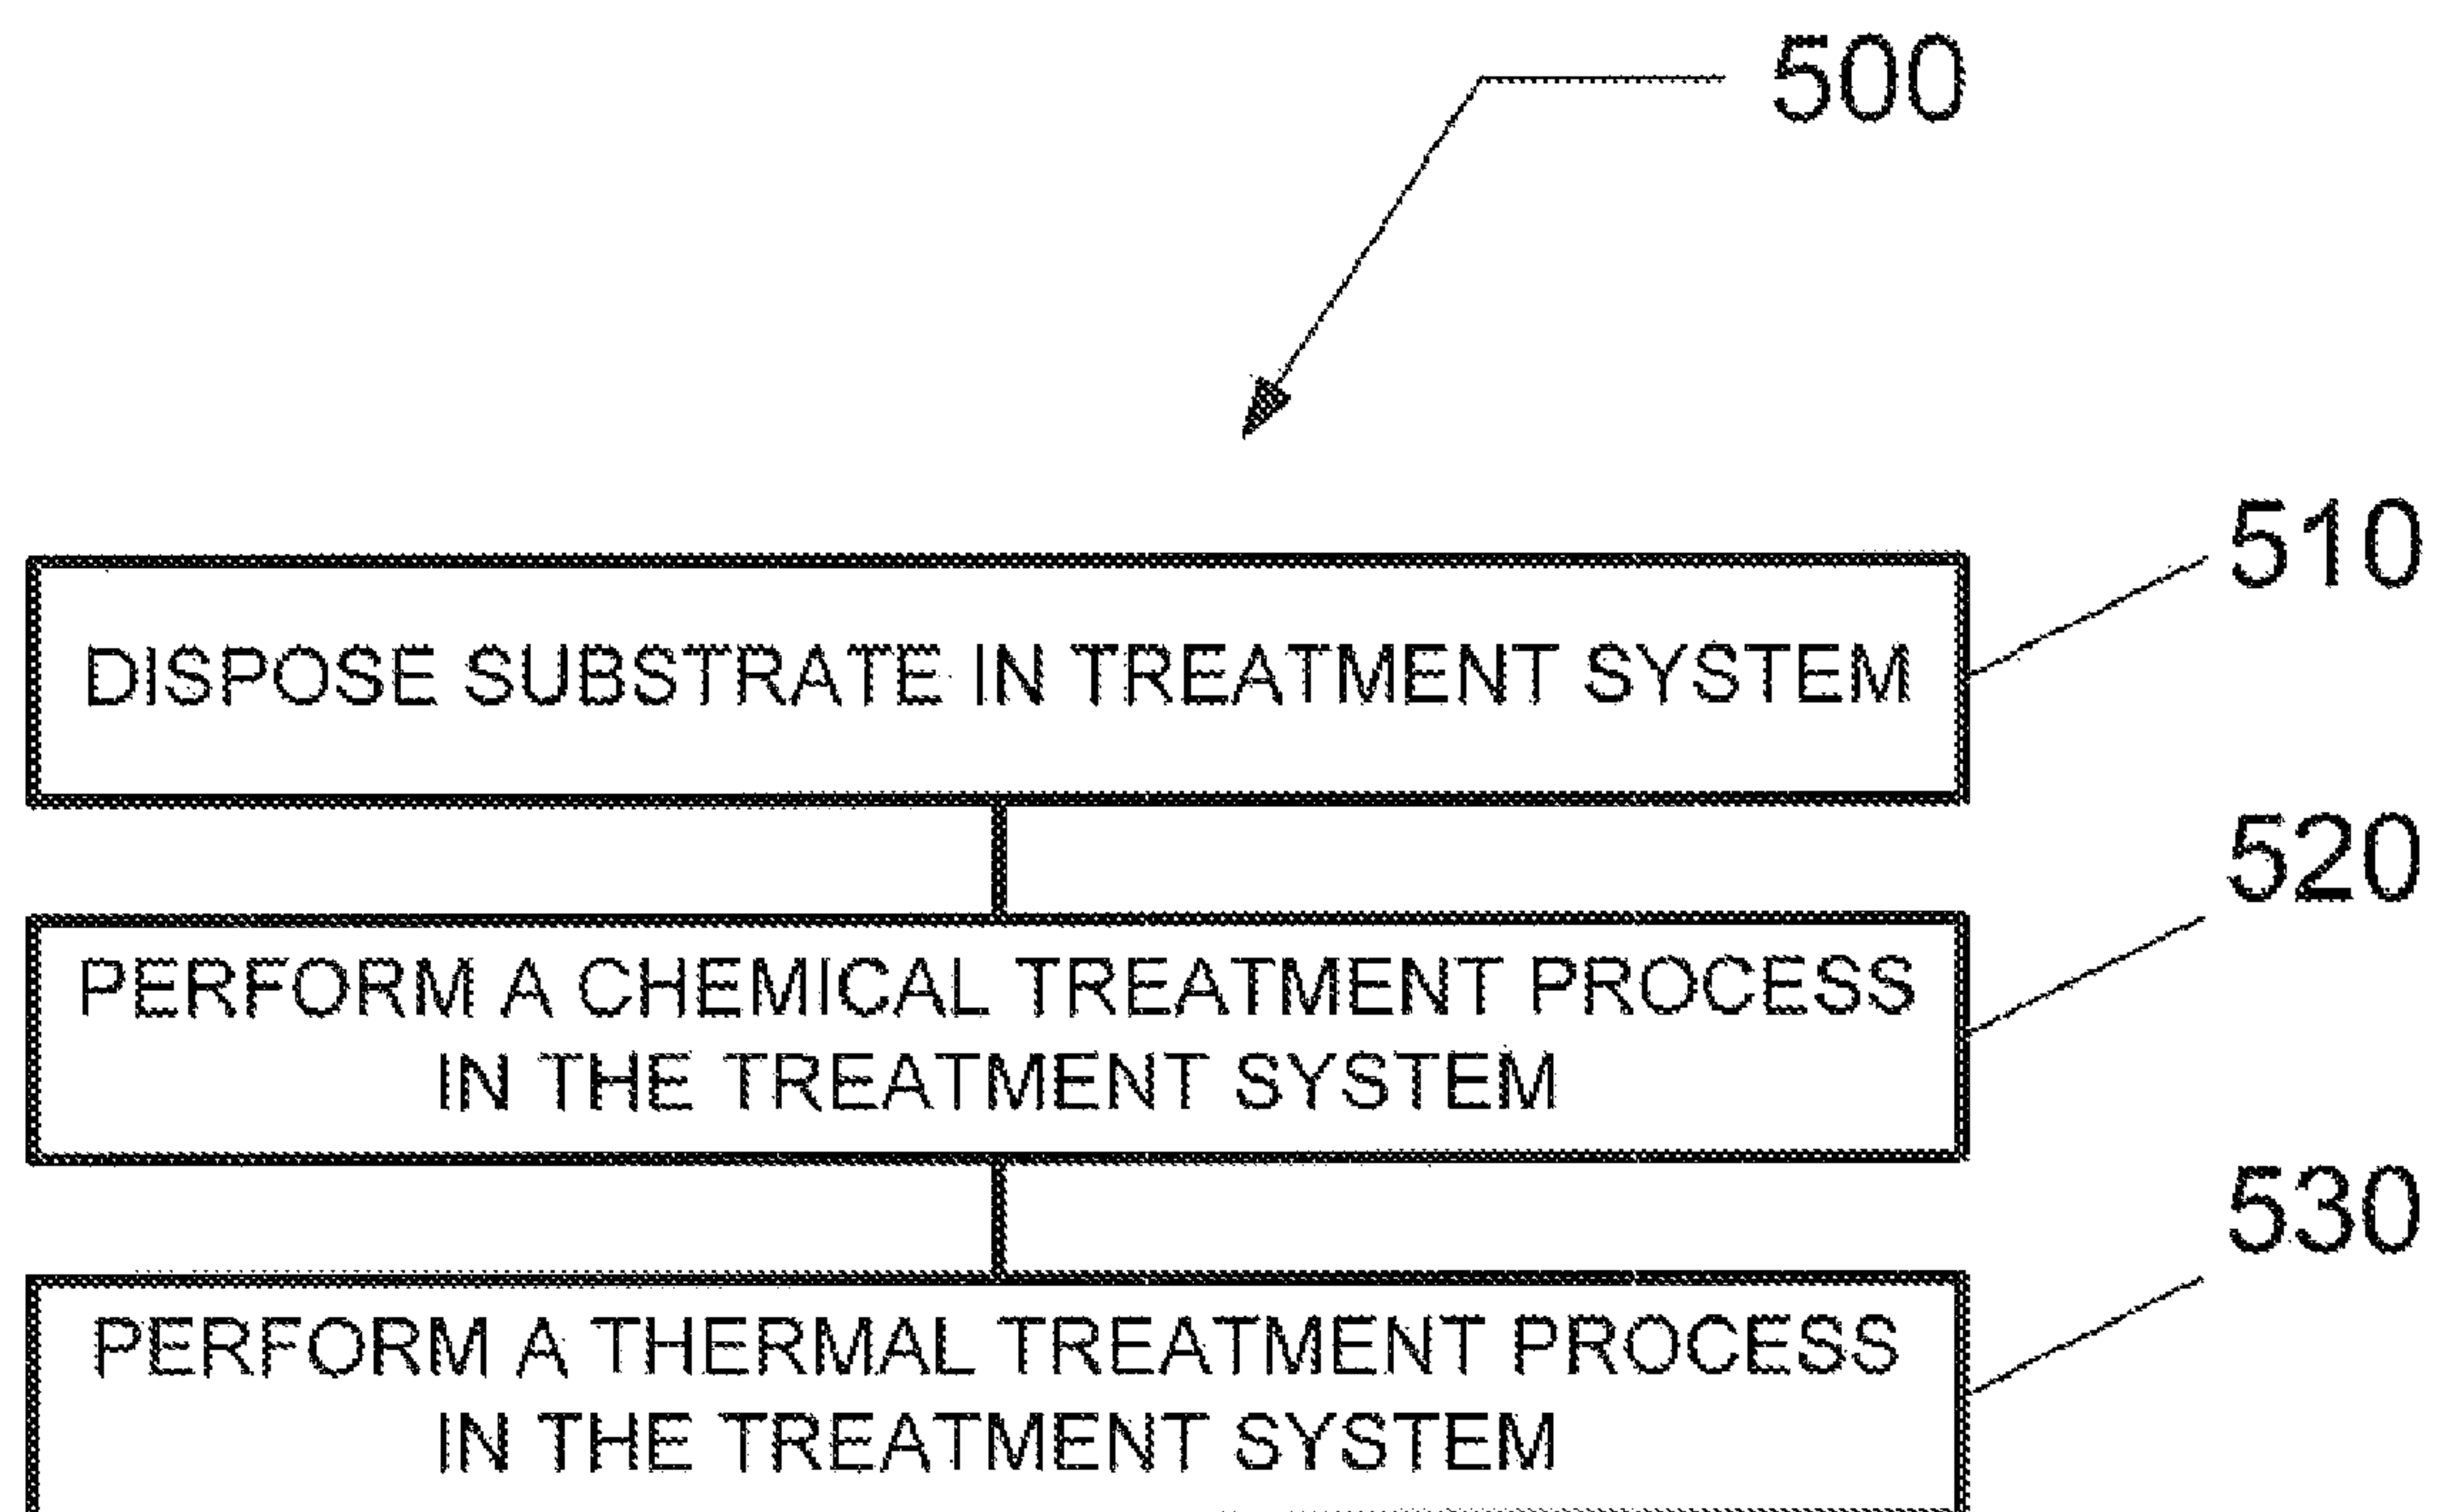 500
510
DISPOSE SUBSTRATE IN TREATMENT SYSTEM
520
PERFORM A CHEMICAL TREATMENT PROCESS
IN THE TREATMENT SYSTEM
530
PERFORM A THERMAL TREATMENT PROCESS
IN THE TREATMENT SYSTEM